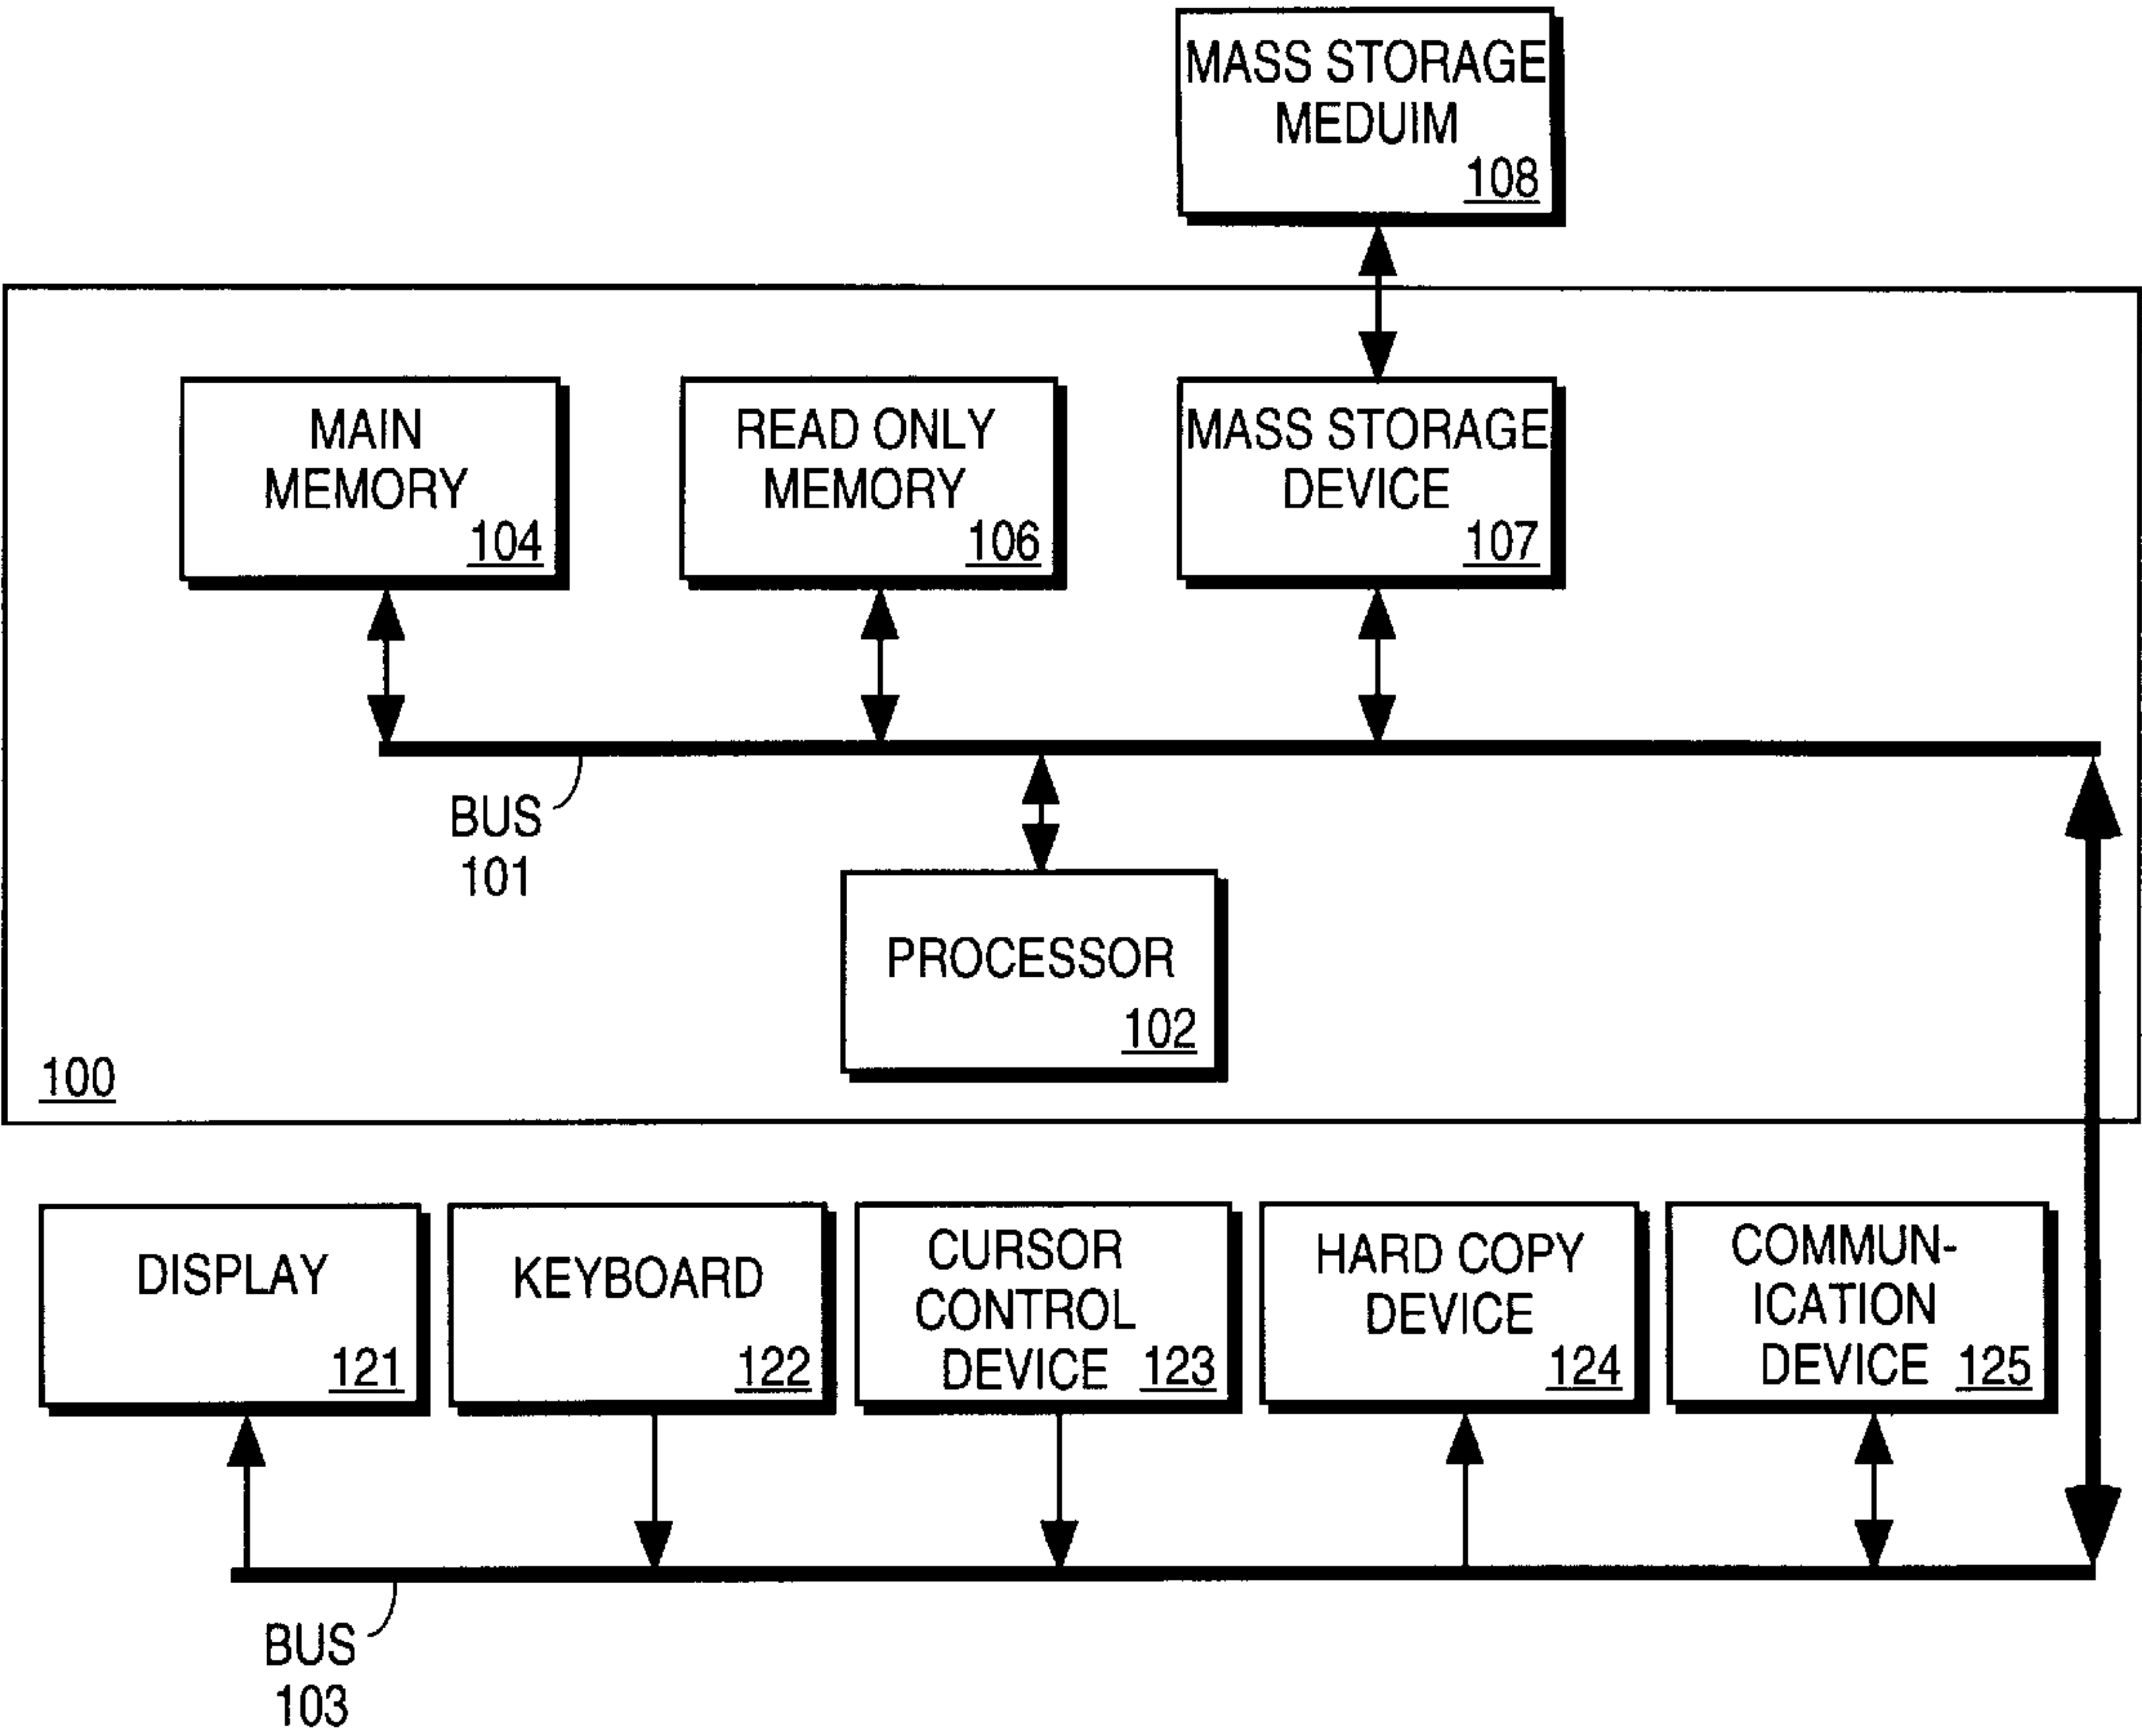 MASS STORAGE
MEDUIM
108
MAIN
MEMORY
104
READ ONLY
MEMORY
106
MASS STORAGE
DEVICE
107
BUS
101
PROCESSOR
102
100
DISPLAY
121
KEYBOARD
122
CURSOR
CONTROL
DEVICE 123
HARD COPY
DEVICE
124
COMMUN-
ICATION
DEVICE 125
BUS
103